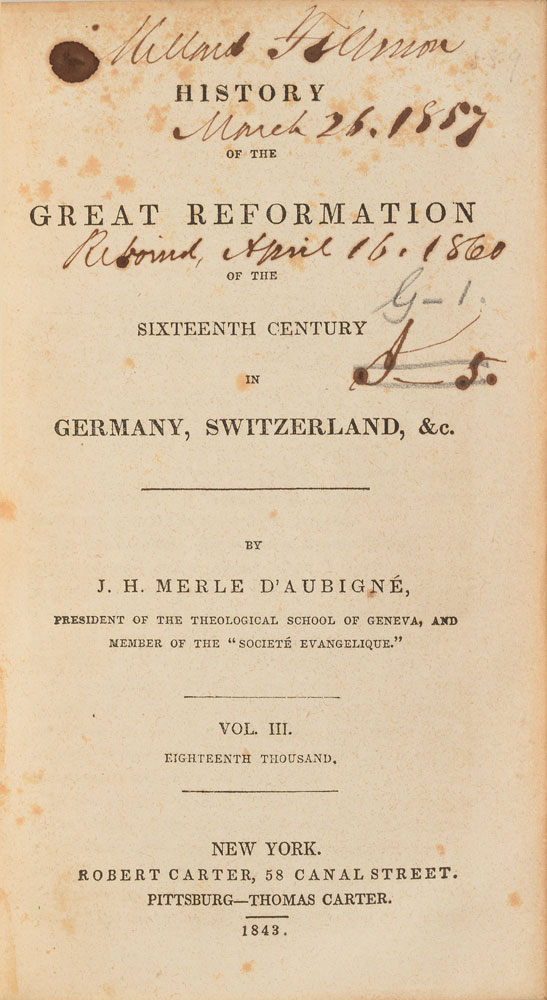 Millard Fillmore
HISTORY
March 26. 1857
OF THE
GREAT REFORMATION
Rebound, April 16. 1860
OF THE
G-1.
SIXTEENTH CENTURY
IN
GERMANY, SWITZERLAND, &c.
BY
J. H. MERLE D'AUBIGNÉ,
PRESIDENT OF THE THEOLOGICAL SCHOOL OF GENEVA, AND
MEMBER OF THE "SOCIETÉ EVANGELIQUE."
VOL. III.
EIGHTEENTH THOUSAND.
NEW YORK.
ROBERT CARTER, 58 CANAL STREET.
PITTSBURG—THOMAS CARTER.
1843.